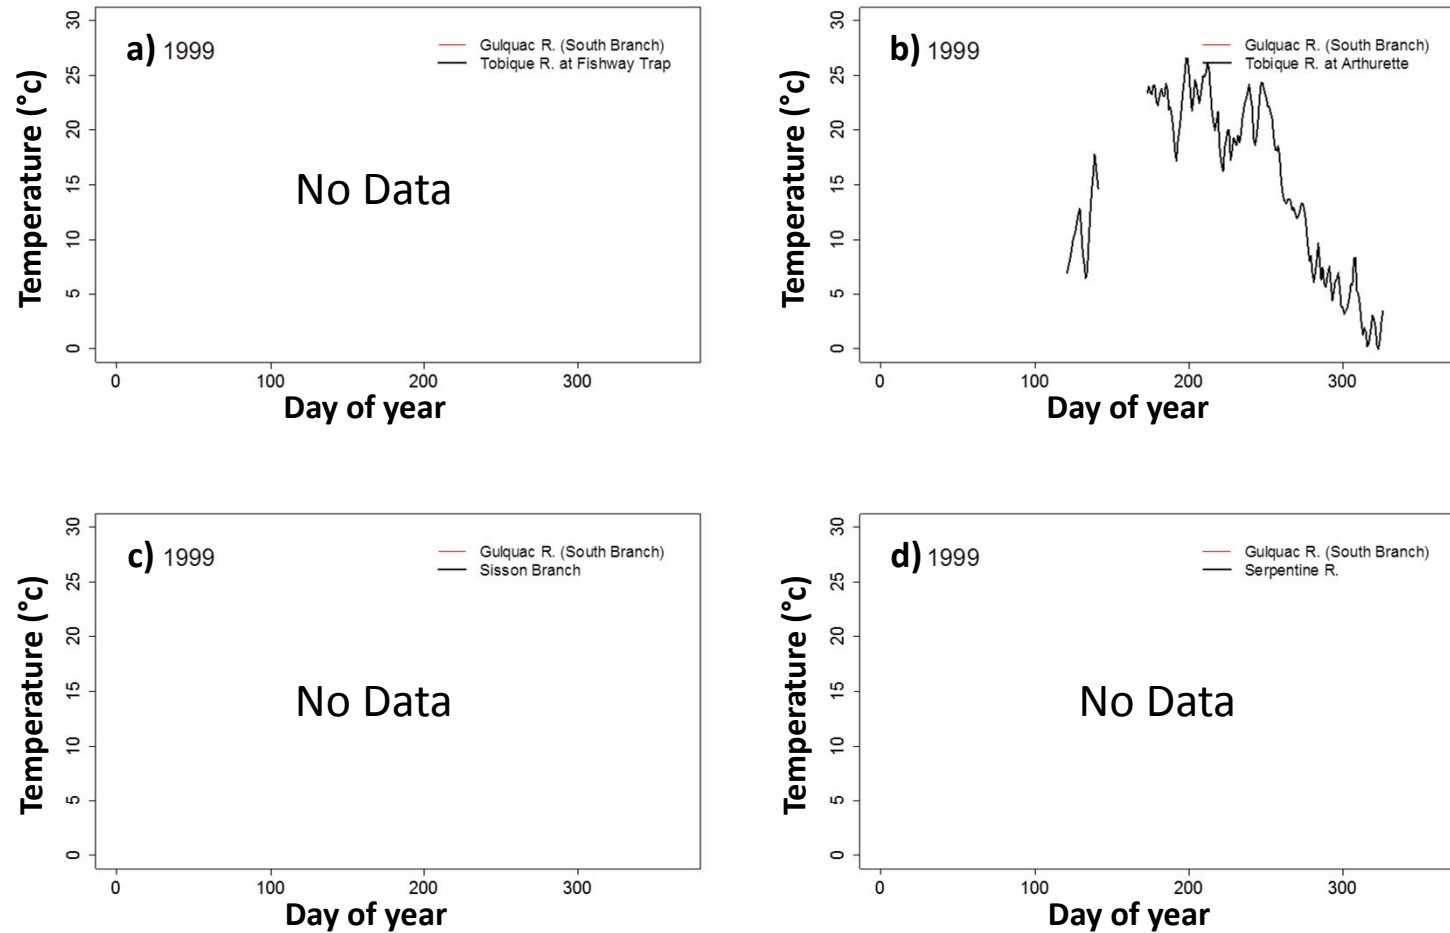 a) 1999
Gulquac R. (South Branch)
Tobique R. at Fishway Trap
Temperature (°c)
30
25
20
15
10
5
0
No Data
0 100 200 300
Day of year
b) 1999
Gulquac R. (South Branch)
Tobique R. at Arthurette
Temperature (°c)
30
25
20
15
10
5
0
0 100 200 300
Day of year
c) 1999
Gulquac R. (South Branch)
Sisson Branch
Temperature (°c)
30
25
20
15
10
5
0
No Data
0 100 200 300
Day of year
d) 1999
Gulquac R. (South Branch)
Serpentine R.
Temperature (°c)
30
25
20
15
10
5
0
No Data
0 100 200 300
Day of year